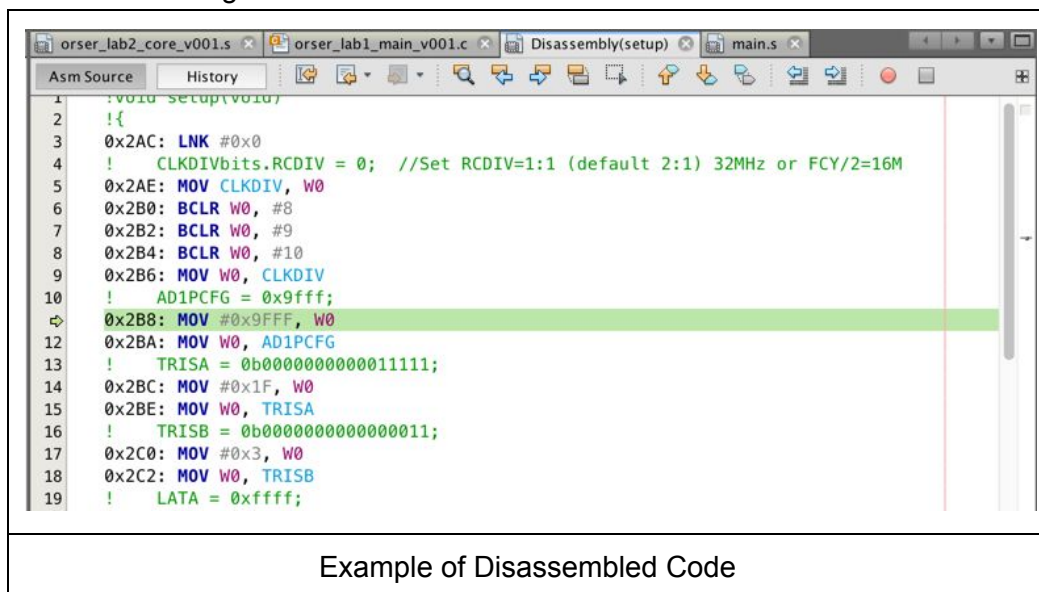 orser_lab2_core_v001.s orser_lab1_main_v001.c Disassembly(setup) main.s
Asm Source History
1 !void setup(void)
2 !{
3 0x2AC: LNK #0x0
4 ! CLKDIVbits.RCDIV = 0; //Set RCDIV=1:1 (default 2:1) 32MHz or FCY/2=16M
5 0x2AE: MOV CLKDIV, W0
6 0x2B0: BCLR W0, #8
7 0x2B2: BCLR W0, #9
8 0x2B4: BCLR W0, #10
9 0x2B6: MOV W0, CLKDIV
10 ! AD1PCFG = 0x9fff;
0x2B8: MOV #0x9FFF, W0
12 0x2BA: MOV W0, AD1PCFG
13 ! TRISA = 0b0000000000011111;
14 0x2BC: MOV #0x1F, W0
15 0x2BE: MOV W0, TRISA
16 ! TRISB = 0b0000000000000011;
17 0x2C0: MOV #0x3, W0
18 0x2C2: MOV W0, TRISB
19 ! LATA = 0xffff;
Example of Disassembled Code